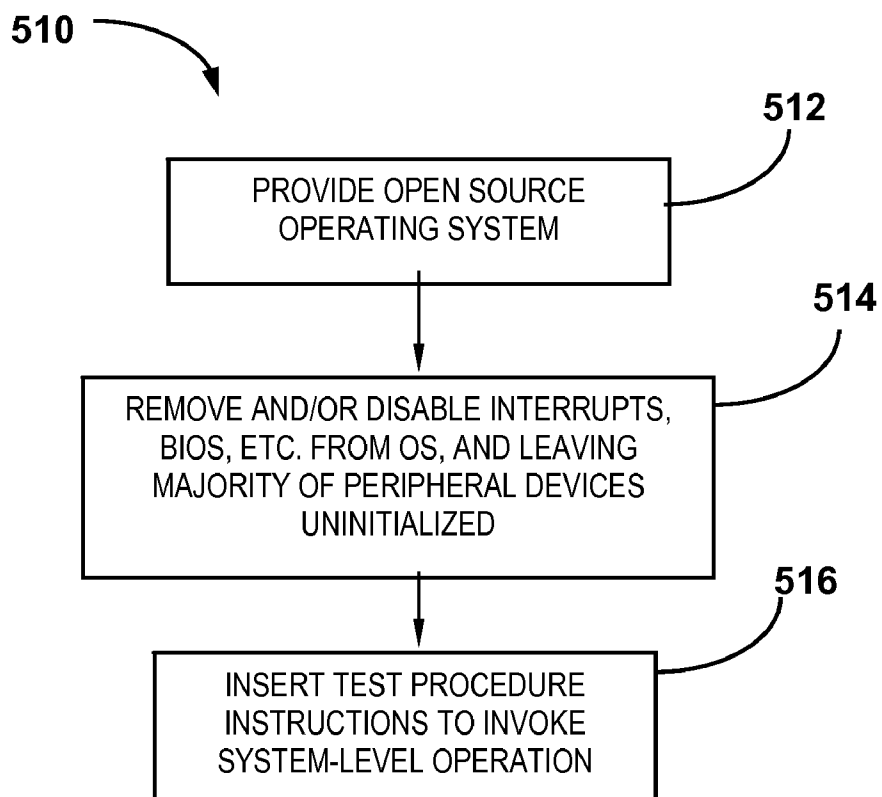 510
512
PROVIDE OPEN SOURCE
OPERATING SYSTEM
514
REMOVE AND/OR DISABLE INTERRUPTS,
BIOS, ETC. FROM OS, AND LEAVING
MAJORITY OF PERIPHERAL DEVICES
UNINITIALIZED
516
INSERT TEST PROCEDURE
INSTRUCTIONS TO INVOKE
SYSTEM-LEVEL OPERATION